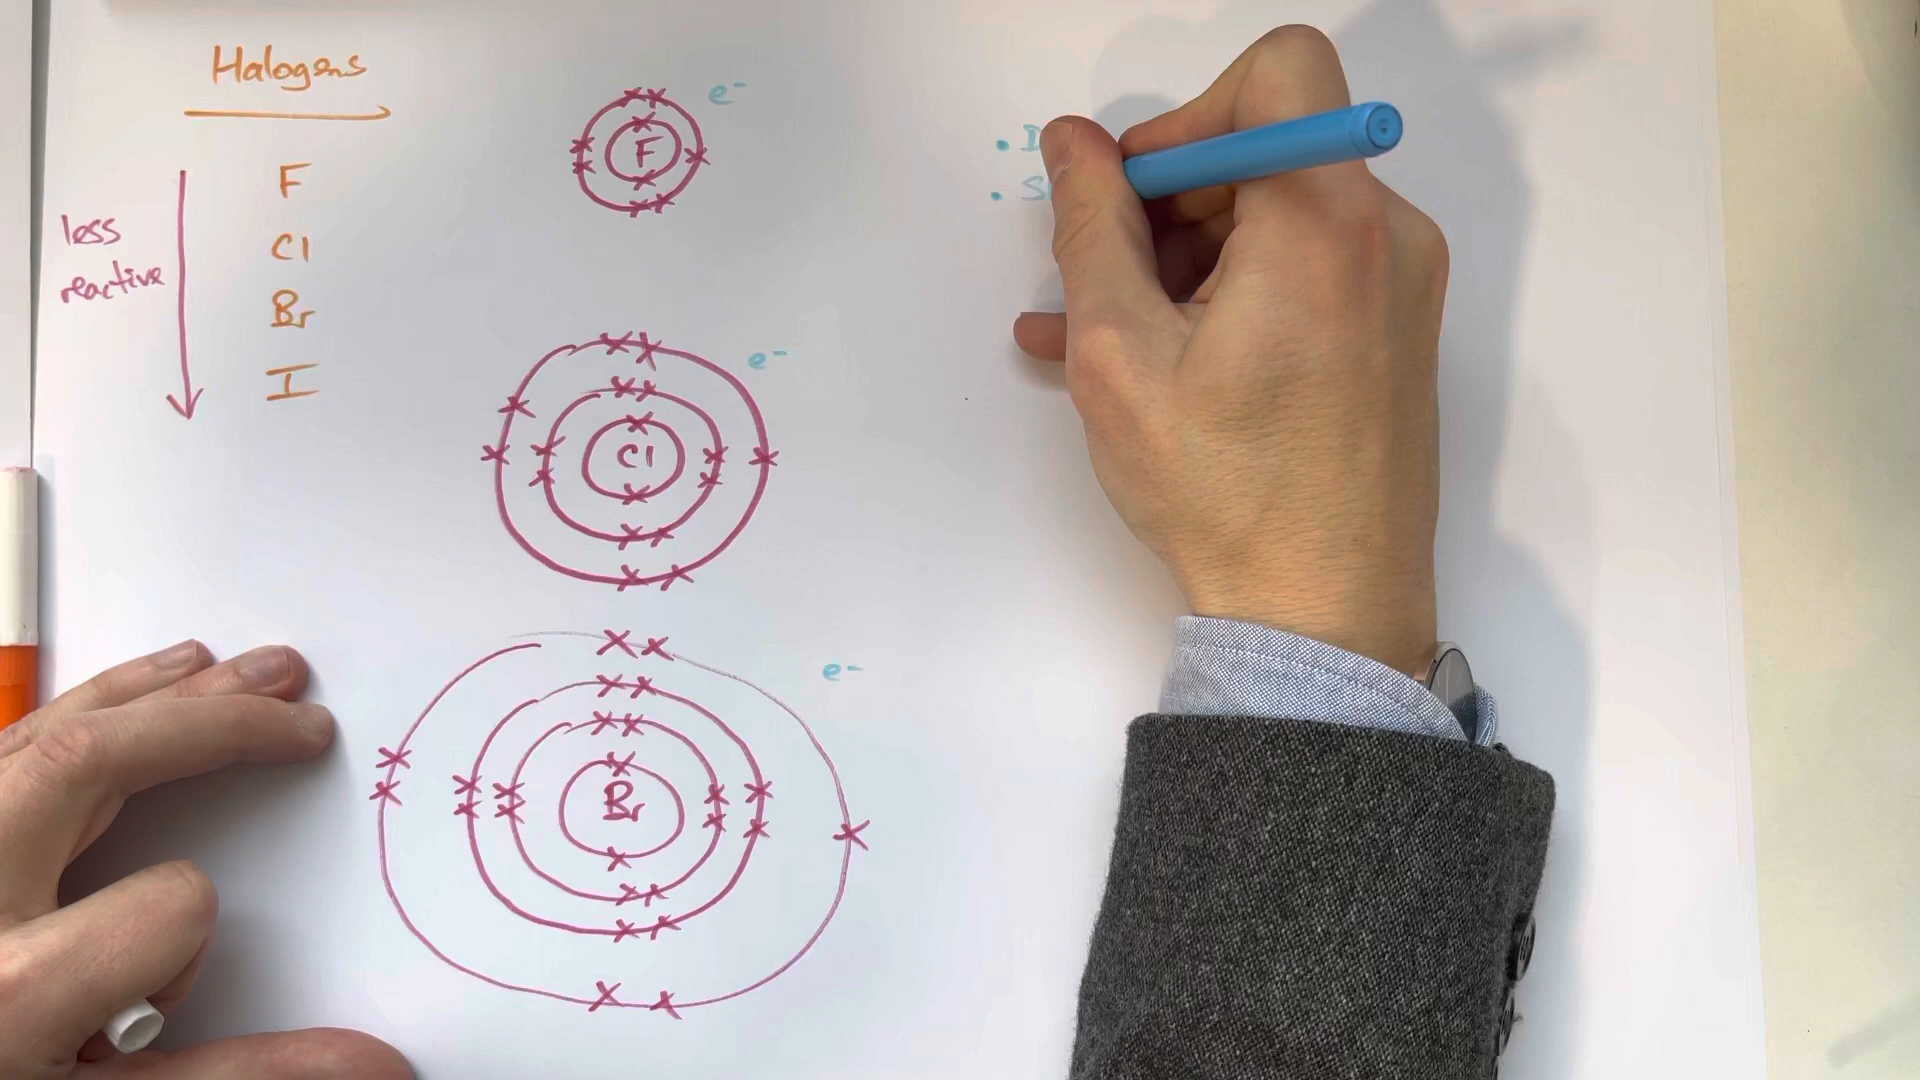 Halogens
F
Cl
Br
I
less
reactive
F
e⁻
Cl
e⁻
Br
e⁻